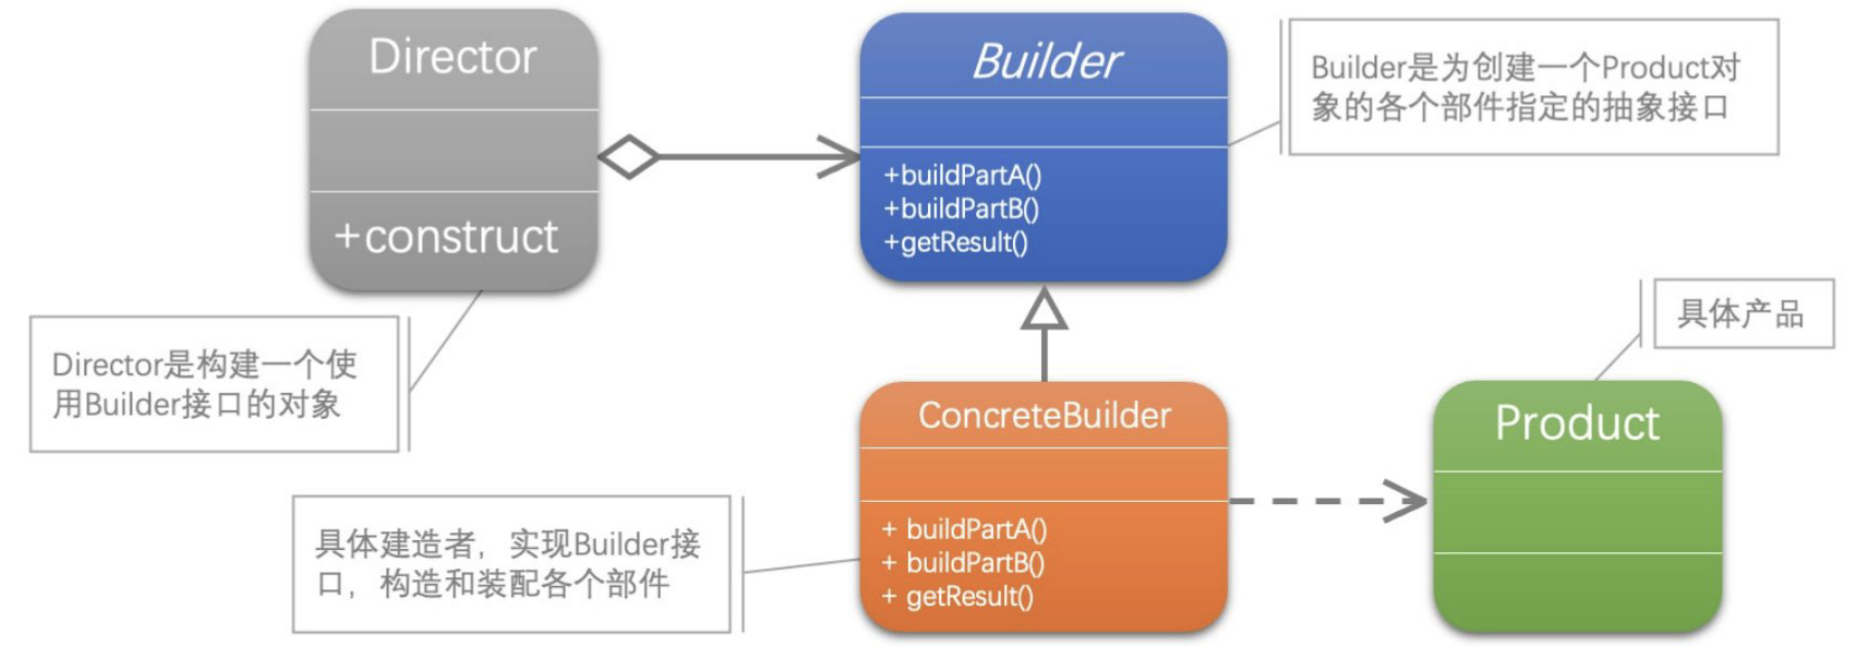 Director
+construct
Builder
+buildPartA()
+buildPartB()
+getResult()
Builder是为创建一个Product对
象的各个部件指定的抽象接口
Director是构建一个使
用Builder接口的对象
具体产品
ConcreteBuilder
+ buildPartA()
+ buildPartB()
+ getResult()
Product
具体建造者，实现Builder接
口，构造和装配各个部件